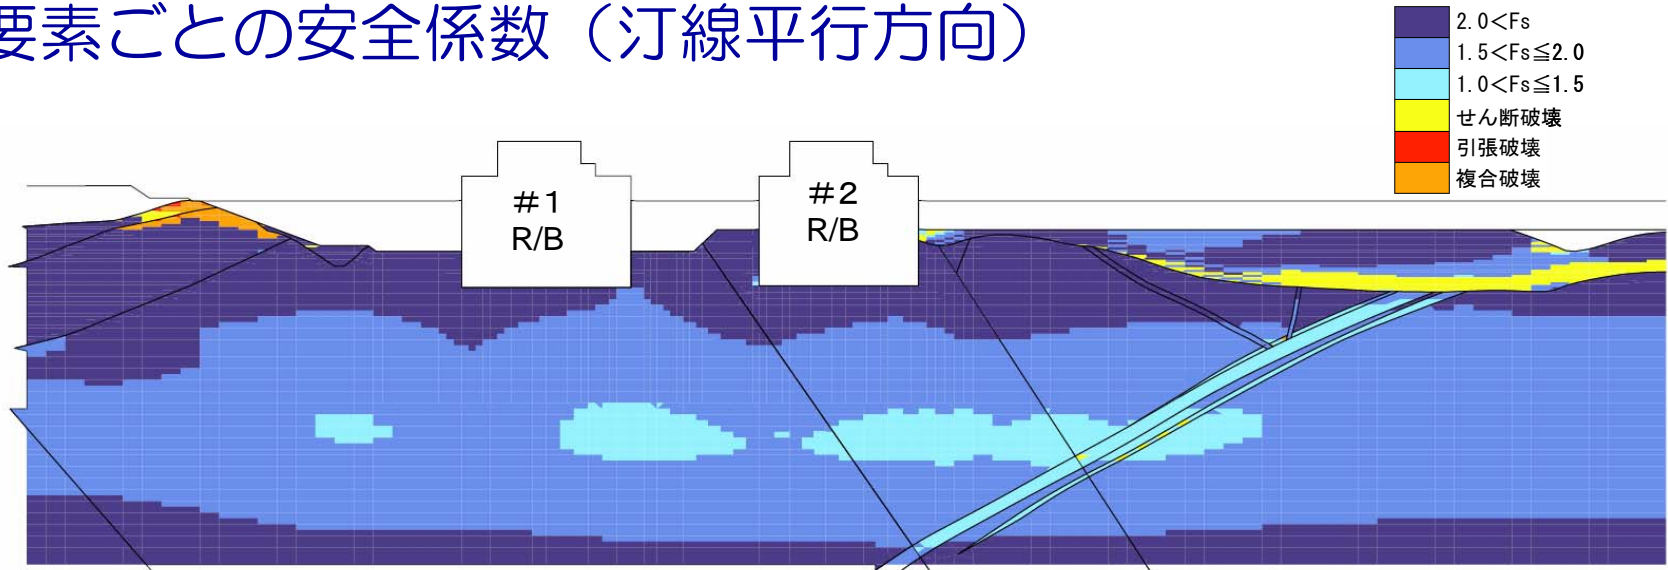 要素ごとの安全係数（汀線平行方向）
2.0<Fs
1.5<Fs≦2.0
1.0<Fs≦1.5
せん断破壊
引張破壊
複合破壊
#1
R/B
#2
R/B